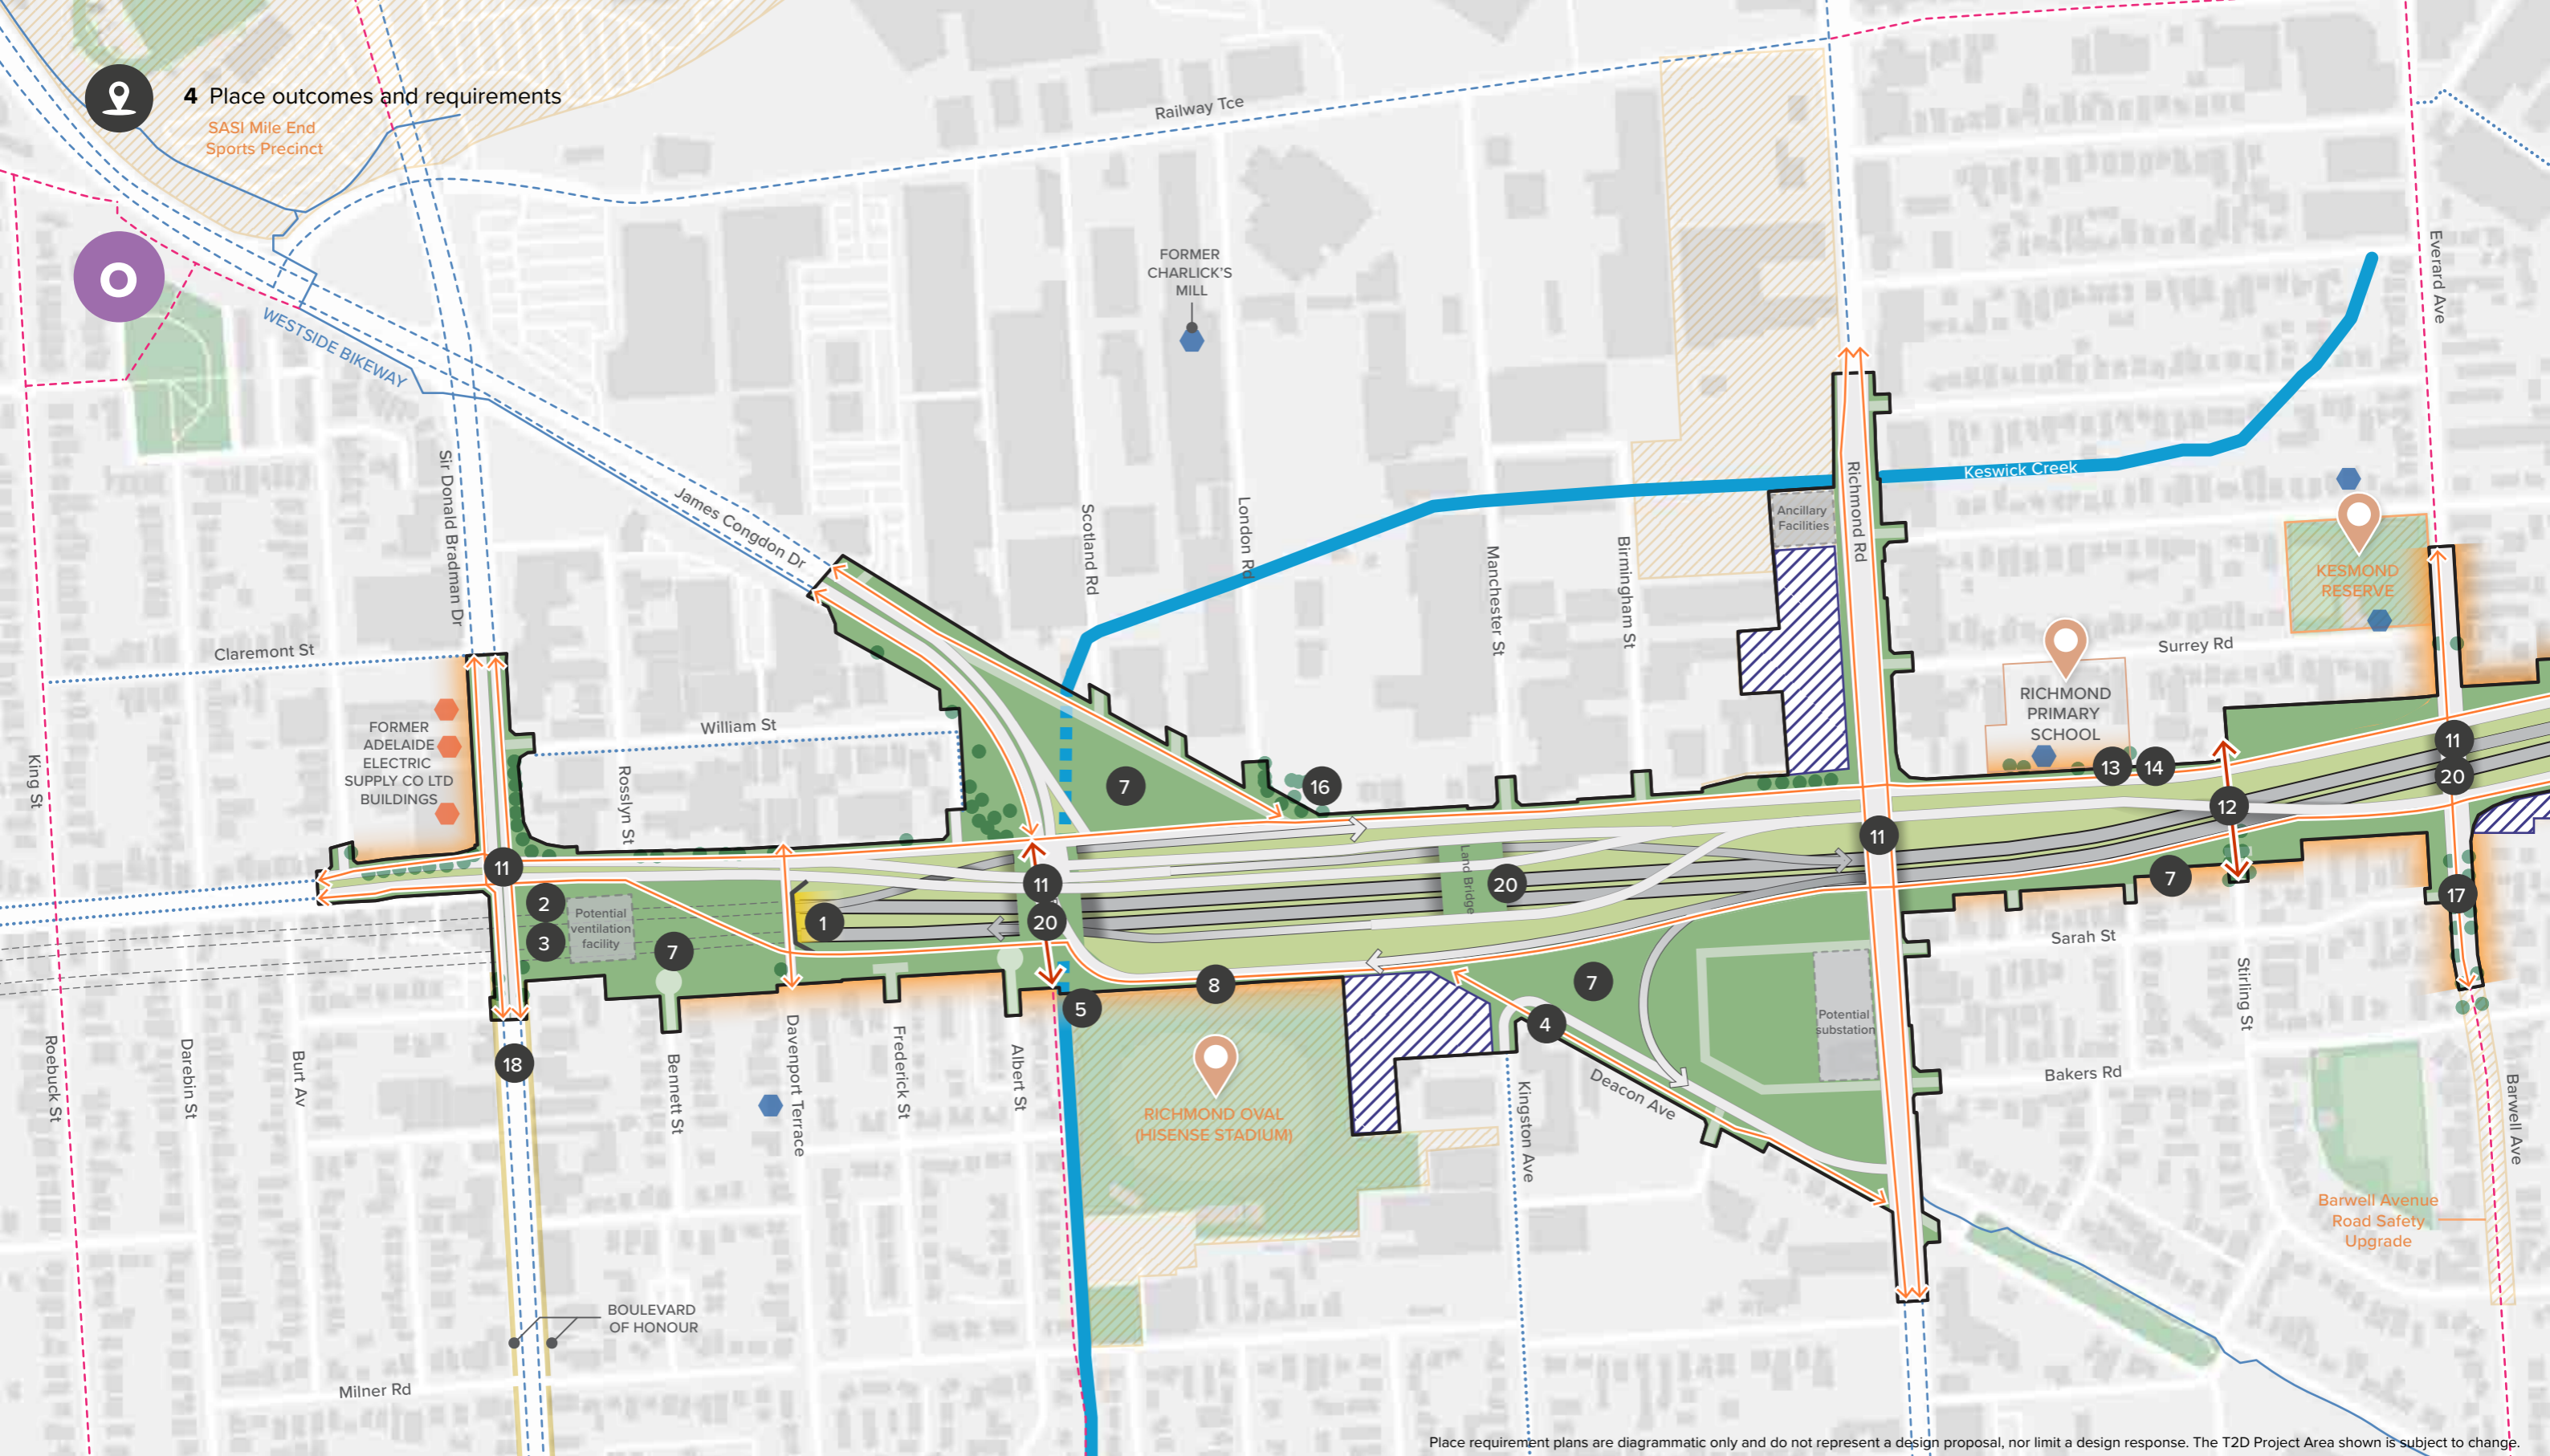 4 Place outcomes and requirements
SASI Mile End
Sports Precinct
Railway Tce
FORMER
CHARLICK'S
MILL
WESTSIDE BIKEWAY
Everard Ave
Sir Donald Bradman Dr
James Congdon Dr
Scotland Rd
London Rd
Manchester St
Birmingham St
Richmond Rd
Keswick Creek
Ancillary
Facilities
KESMOND
RESERVE
Claremont St
Surrey Rd
RICHMOND
PRIMARY
SCHOOL
FORMER
ADELAIDE
ELECTRIC
SUPPLY CO LTD
BUILDINGS
William St
King St
Rosslyn St
7
16
13
14
11
20
12
11
11
11
20
20
Land Bridge
2
3
Potential
ventilation
facility
1
7
7
17
8
5
7
4
Potential
substation
Sarah St
Stirling St
Bakers Rd
Barwell Ave
18
Roebuck St
Darebin St
Burt Av
Bennett St
Davenport Terrace
Frederick St
Albert St
RICHMOND OVAL
(HISENSE STADIUM)
Kingston Ave
Deacon Ave
Barwell Avenue
Road Safety
Upgrade
BOULEVARD
OF HONOUR
Milner Rd
Place requirement plans are diagrammatic only and do not represent a design proposal, nor limit a design response. The T2D Project Area shown is subject to change.